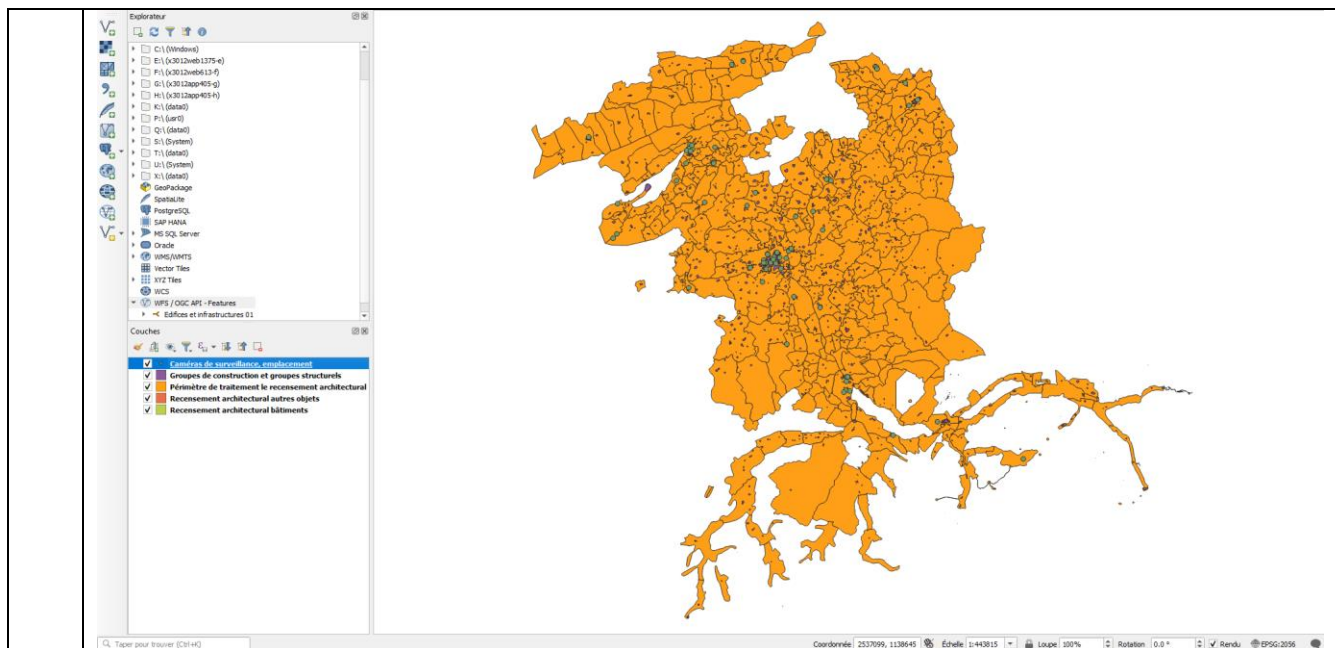 Explorateur
C:\ (Windows)
E:\ (x3012web1375-e)
F:\ (x3012web613-f)
G:\ (x3012app405-g)
H:\ (x3012app405-h)
K:\ (data0)
P:\ (usr0)
Q:\ (data0)
S:\ (System)
T:\ (data0)
U:\ (System)
X:\ (data0)
GeoPackage
SpatiaLite
PostgreSQL
SAP HANA
MS SQL Server
Oracle
WMS/WMTS
Vector Tiles
XYZ Tiles
WCS
WFS / OGC API - Features
Edifices et infrastructures 01
Couches
Caméras de surveillance, emplacement
Groupes de construction et groupes structurels
Périmètre de traitement le recensement architectural
Recensement architectural autres objets
Recensement architectural bâtiments
Taper pour trouver (Ctrl+K)
Coordonnée 2537099, 1138645 Échelle 1:443815 Loupe 100% Rotation 0.0 ° Rendu EPSG:2056